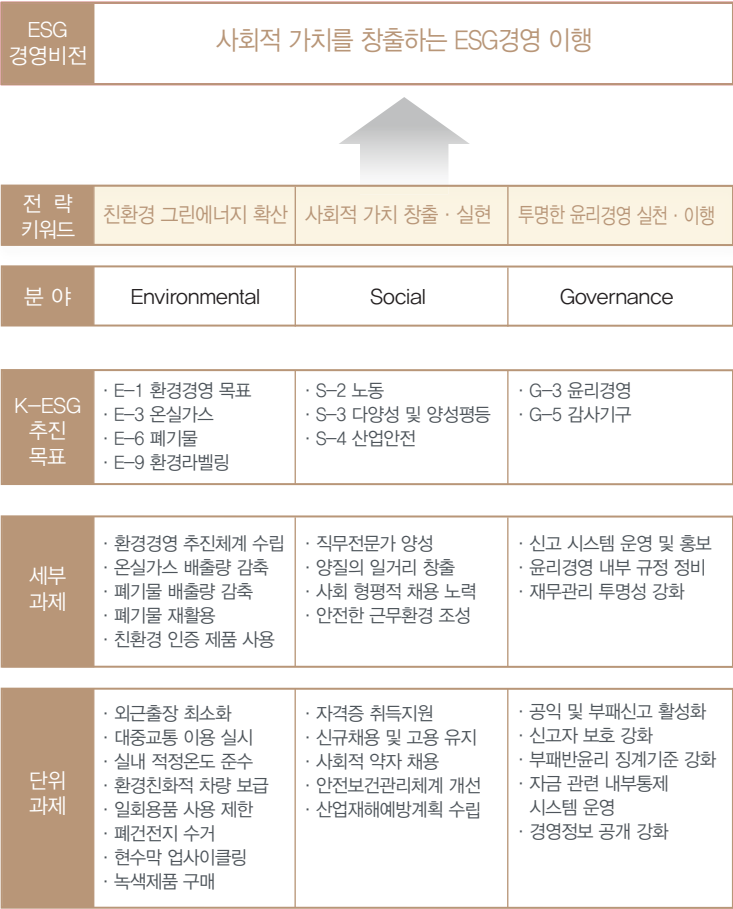 ESG
경영비전
사회적 가치를 창출하는 ESG경영 이행
전 략
키워드
친환경 그린에너지 확산
사회적 가치 창출 · 실현
투명한 윤리경영 실천 · 이행
분 야
Environmental
Social
Governance
K–ESG
추진
목표
· E–1 환경경영 목표
· E–3 온실가스
· E–6 폐기물
· E–9 환경라벨링
· S–2 노동
· S–3 다양성 및 양성평등
· S–4 산업안전
· G–3 윤리경영
· G–5 감사기구
세부
과제
· 환경경영 추진체계 수립
· 온실가스 배출량 감축
· 폐기물 배출량 감축
· 폐기물 재활용
· 친환경 인증 제품 사용
· 직무전문가 양성
· 양질의 일거리 창출
· 사회 형평적 채용 노력
· 안전한 근무환경 조성
· 신고 시스템 운영 및 홍보
· 윤리경영 내부 규정 정비
· 재무관리 투명성 강화
단위
과제
· 외근출장 최소화
· 대중교통 이용 실시
· 실내 적정온도 준수
· 환경친화적 차량 보급
· 일회용품 사용 제한
· 폐건전지 수거
· 현수막 업사이클링
· 녹색제품 구매
· 자격증 취득지원
· 신규채용 및 고용 유지
· 사회적 약자 채용
· 안전보건관리체계 개선
· 산업재해예방계획 수립
· 공익 및 부패신고 활성화
· 신고자 보호 강화
· 부패반윤리 징계기준 강화
· 자금 관련 내부통제
시스템 운영
· 경영정보 공개 강화